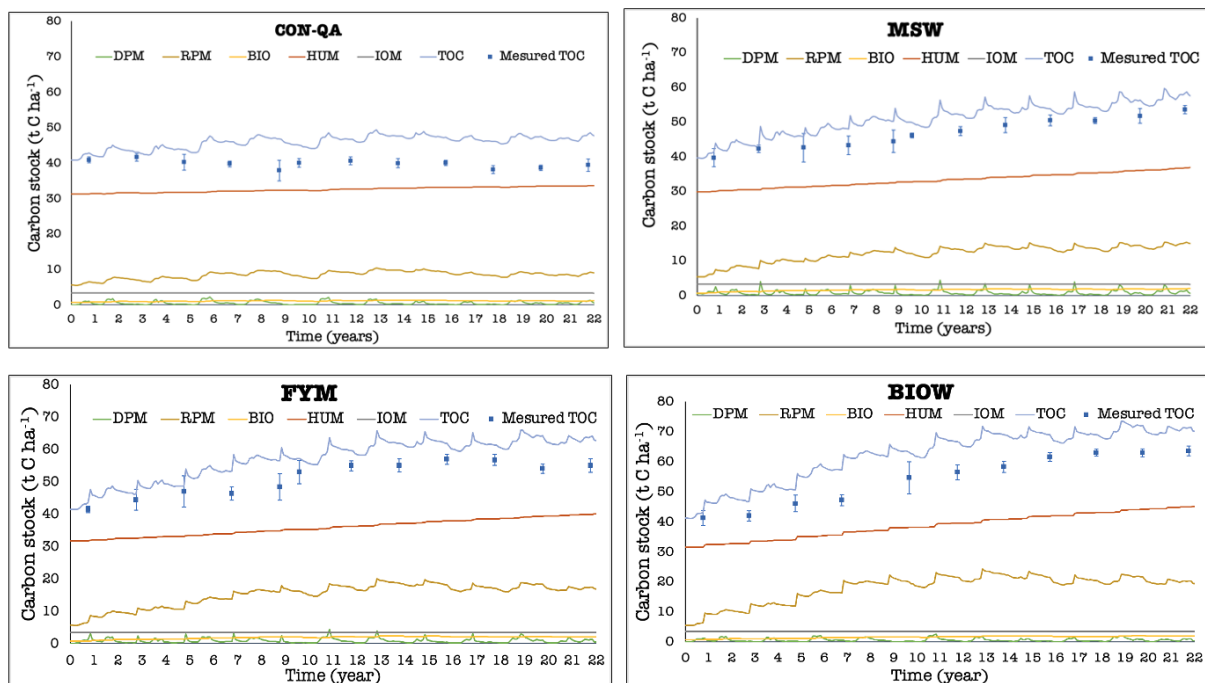 CON-QA
80
DPM RPM BIO HUM IOM TOC Mesured TOC
70
60
50
40
30
20
10
0
Carbon stock (t C ha-1)
0 1 2 3 4 5 6 7 8 9 10 11 12 13 14 15 16 17 18 19 20 21 22
Time (years)
MSW
80
70
DPM RPM BIO HUM IOM TOC Mesured TOC
60
50
40
30
20
10
0
Carbon stock (t C ha-1)
0 1 2 3 4 5 6 7 8 9 10 11 12 13 14 15 16 17 18 19 20 21 22
Time (years)
FYM
80
DPM RPM BIO HUM IOM TOC Mesured TOC
70
60
50
40
30
20
10
0
Carbon stock (t C ha-1)
0 1 2 3 4 5 6 7 8 9 10 11 12 13 14 15 16 17 18 19 20 21 22
Time (year)
BIOW
80
DPM RPM BIO HUM IOM TOC Mesured TOC
70
60
50
40
30
20
10
0
Carbon stock (t C ha-1)
0 1 2 3 4 5 6 7 8 9 10 11 12 13 14 15 16 17 18 19 20 21 22
Time (year)